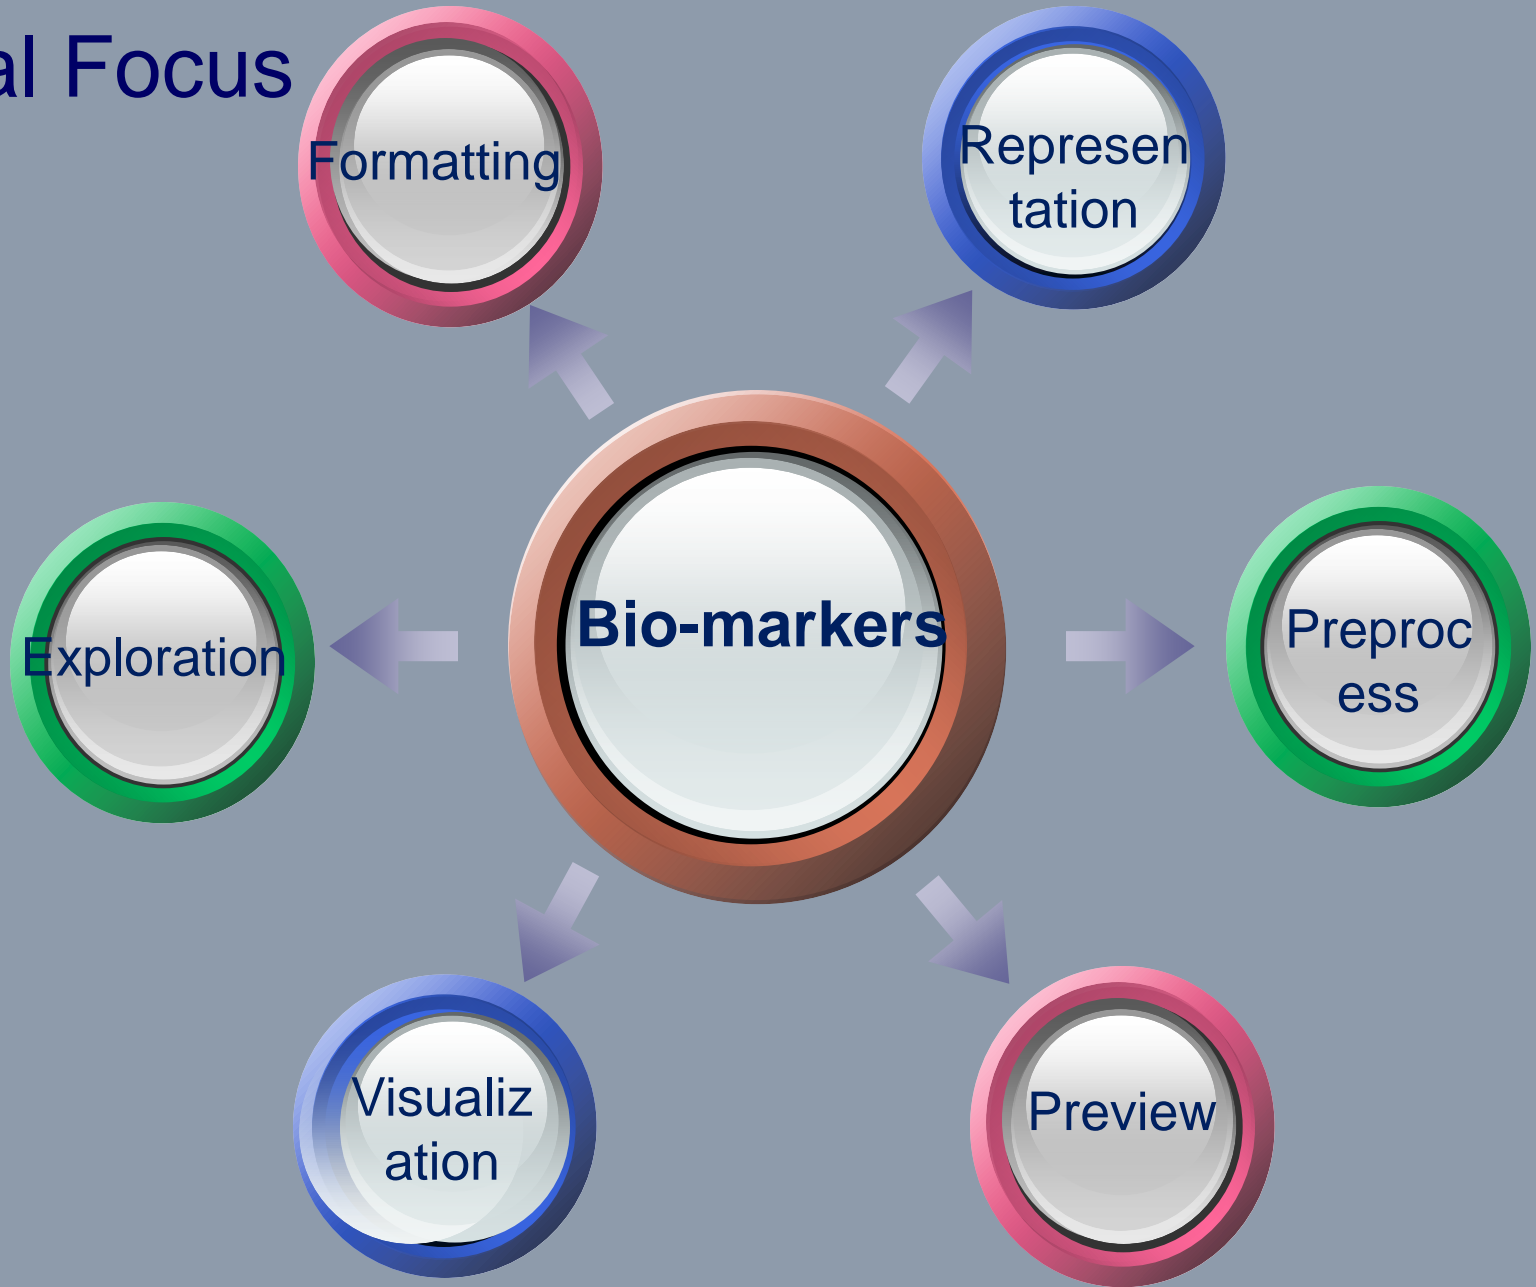 al Focus
Formatting
Represen
tation
Bio-markers
Exploration
Preproc
ess
Visualiz
ation
Preview